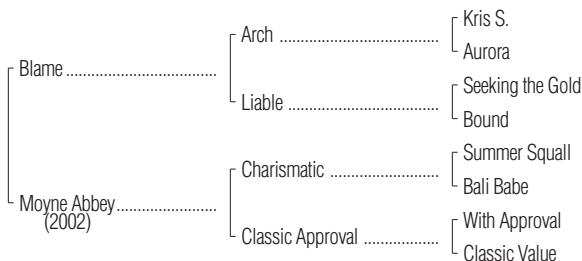 Kris S.
Arch ................................
Aurora
Blame ..............................
Seeking the Gold
Liable ..............................
Bound
Summer Squall
Charismatic ......................
Bali Babe
Moyne Abbey....................
(2002)
With Approval
Classic Approval ...............
Classic Value